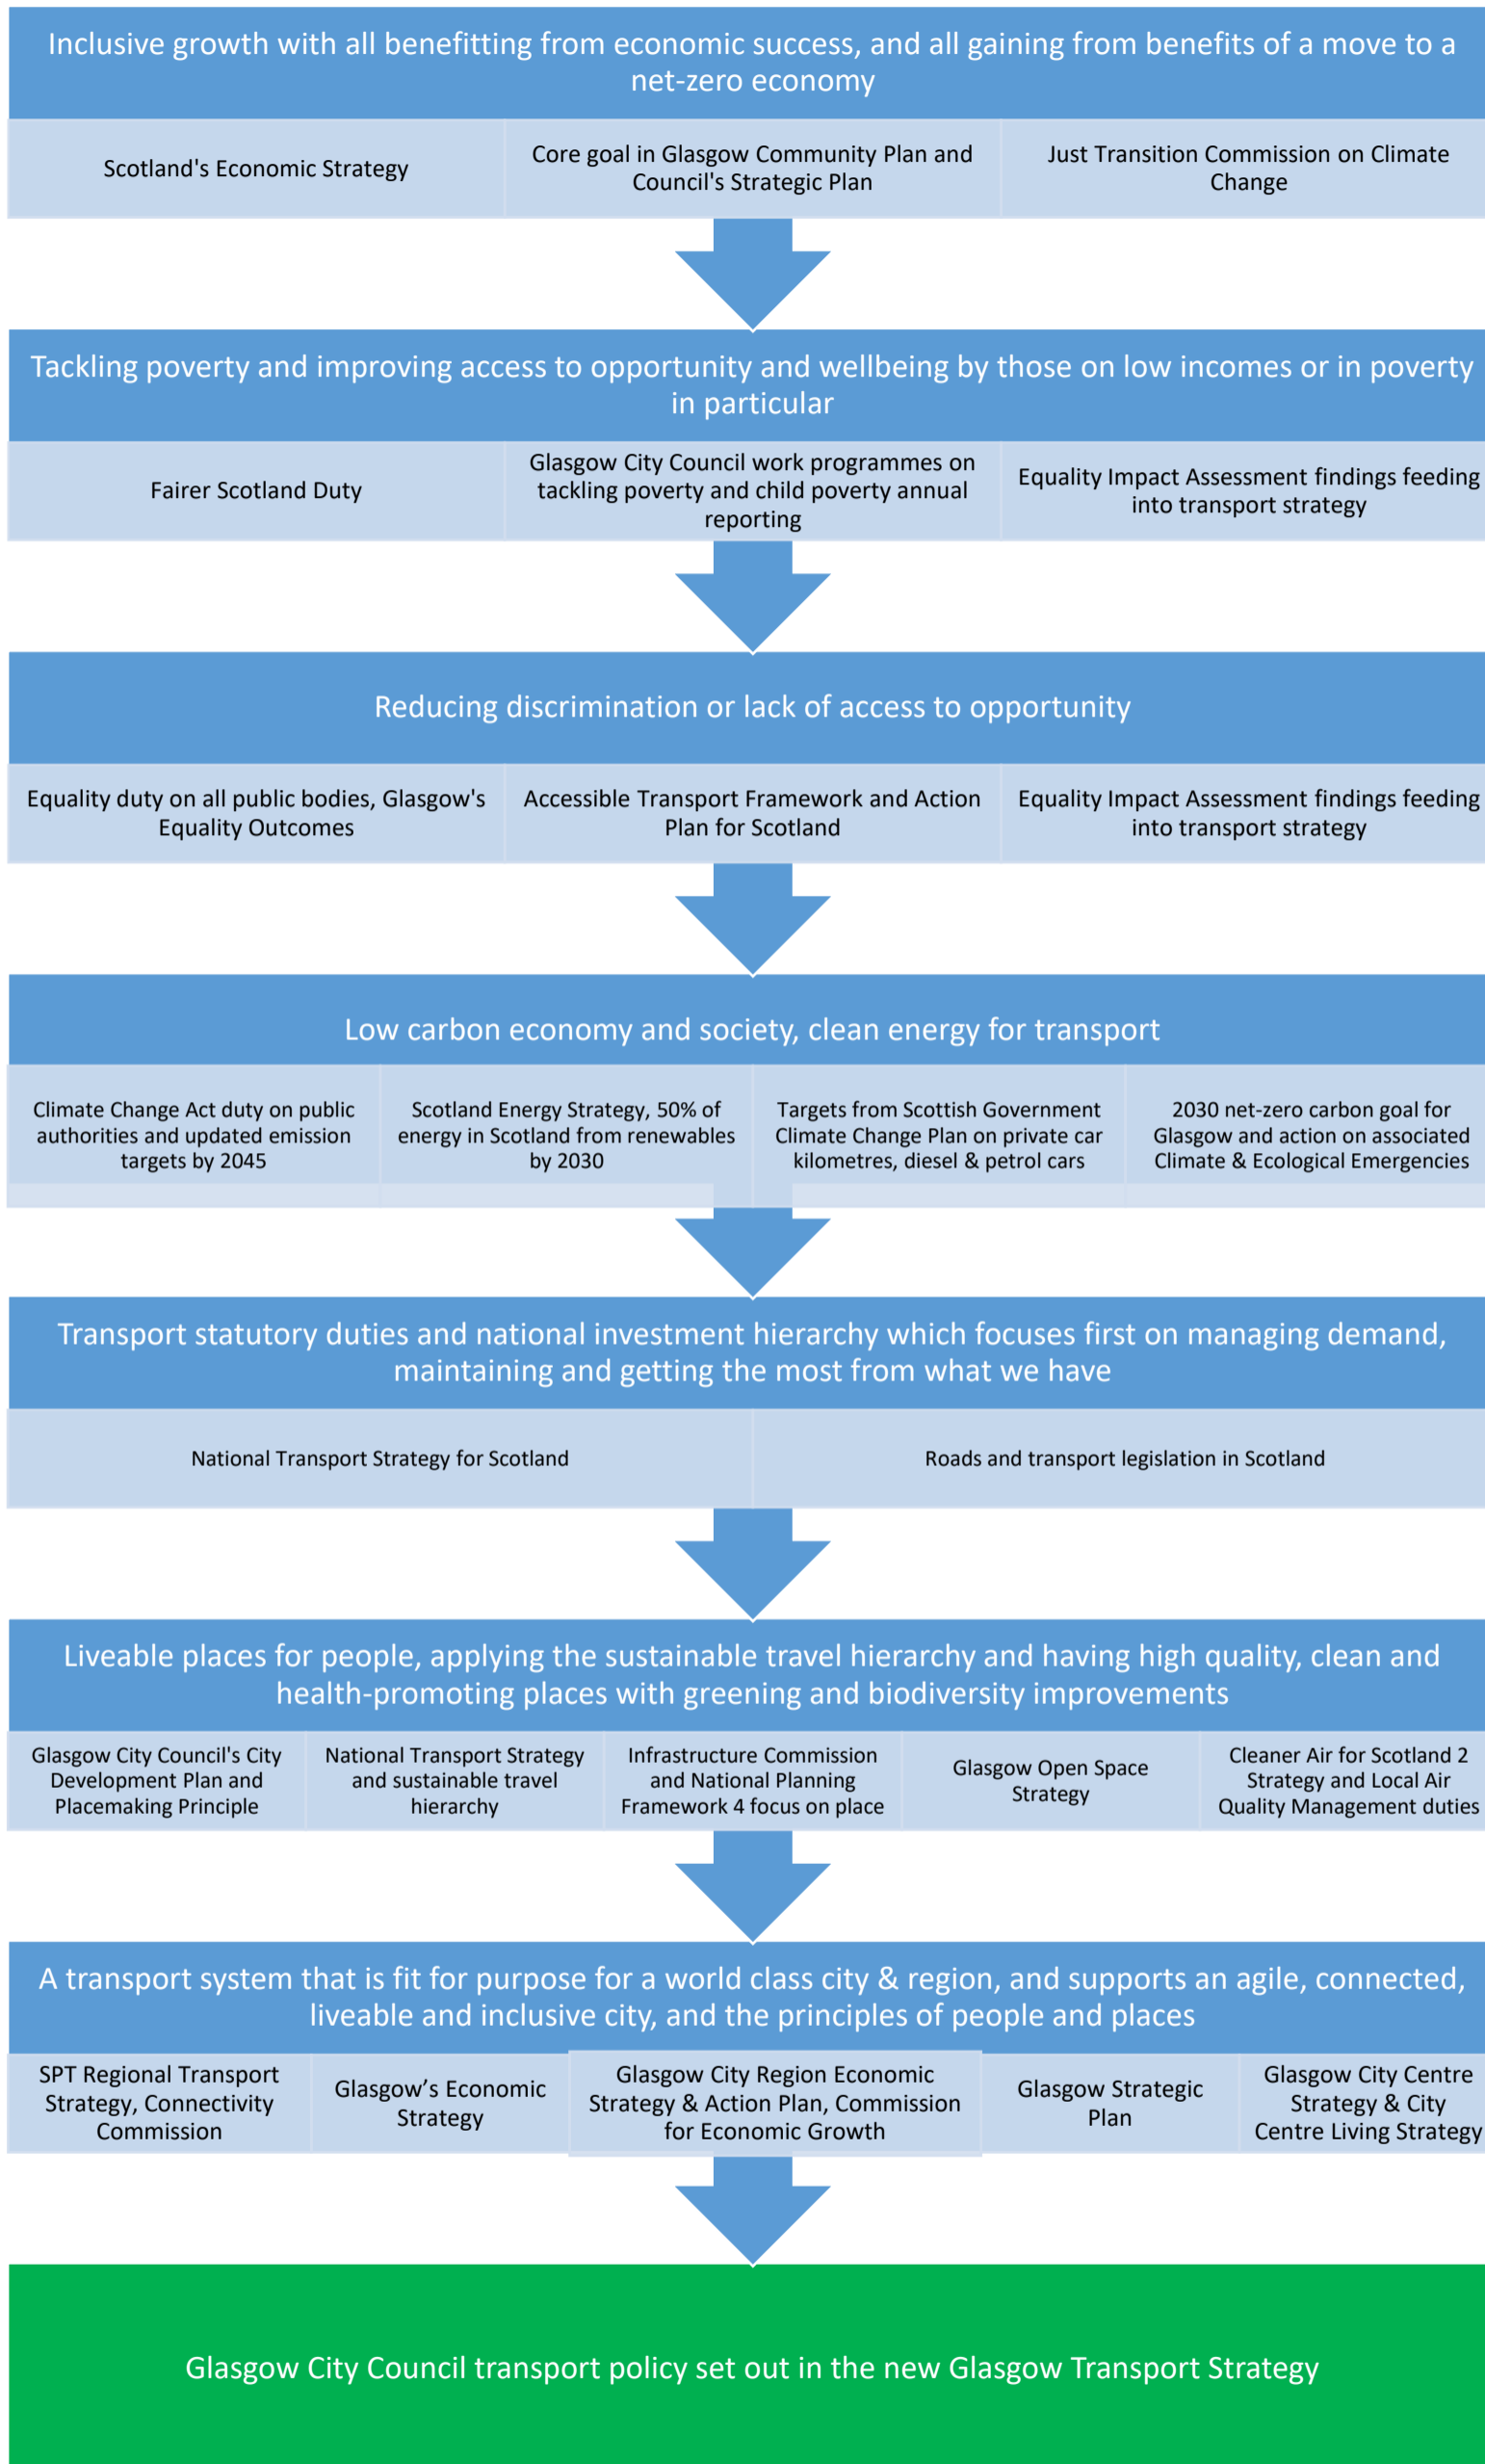 Inclusive growth with all benefitting from economic success, and all gaining from benefits of a move to a
net-zero economy
Scotland's Economic Strategy
Core goal in Glasgow Community Plan and
Council's Strategic Plan
Just Transition Commission on Climate
Change
Tackling poverty and improving access to opportunity and wellbeing by those on low incomes or in poverty
in particular
Fairer Scotland Duty
Glasgow City Council work programmes on
tackling poverty and child poverty annual
reporting
Equality Impact Assessment findings feeding
into transport strategy
Reducing discrimination or lack of access to opportunity
Equality duty on all public bodies, Glasgow's
Equality Outcomes
Accessible Transport Framework and Action
Plan for Scotland
Equality Impact Assessment findings feeding
into transport strategy
Low carbon economy and society, clean energy for transport
Climate Change Act duty on public
authorities and updated emission
targets by 2045
Scotland Energy Strategy, 50% of
energy in Scotland from renewables
by 2030
Targets from Scottish Government
Climate Change Plan on private car
kilometres, diesel & petrol cars
2030 net-zero carbon goal for
Glasgow and action on associated
Climate & Ecological Emergencies
Transport statutory duties and national investment hierarchy which focuses first on managing demand,
maintaining and getting the most from what we have
National Transport Strategy for Scotland
Roads and transport legislation in Scotland
Liveable places for people, applying the sustainable travel hierarchy and having high quality, clean and
health-promoting places with greening and biodiversity improvements
Glasgow City Council's City
Development Plan and
Placemaking Principle
National Transport Strategy
and sustainable travel
hierarchy
Infrastructure Commission
and National Planning
Framework 4 focus on place
Glasgow Open Space
Strategy
Cleaner Air for Scotland 2
Strategy and Local Air
Quality Management duties
A transport system that is fit for purpose for a world class city & region, and supports an agile, connected,
liveable and inclusive city, and the principles of people and places
SPT Regional Transport
Strategy, Connectivity
Commission
Glasgow’s Economic
Strategy
Glasgow City Region Economic
Strategy & Action Plan, Commission
for Economic Growth
Glasgow Strategic
Plan
Glasgow City Centre
Strategy & City
Centre Living Strategy
Glasgow City Council transport policy set out in the new Glasgow Transport Strategy